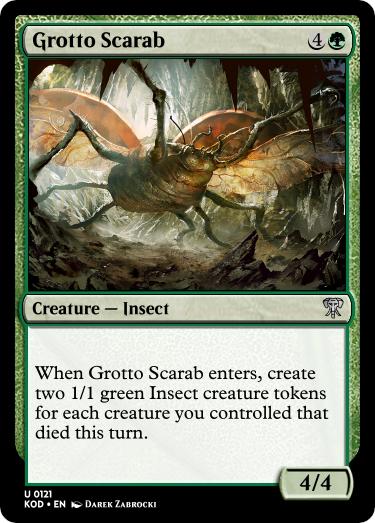 Grotto Scarab 4
Creature — Insect
When Grotto Scarab enters, create
two 1/1 green Insect creature tokens
for each creature you controlled that
died this turn.
4/4
U 0121
KOD • EN Darek Zabrocki